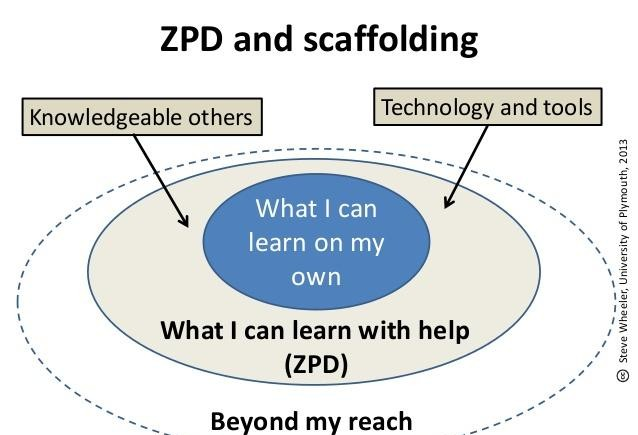 ZPD and scaffolding
Knowledgeable others
Technology and tools
What I can
learn on my
own
What I can learn with help
(ZPD)
Beyond my reach
Steve Wheeler, University of Plymouth, 2013